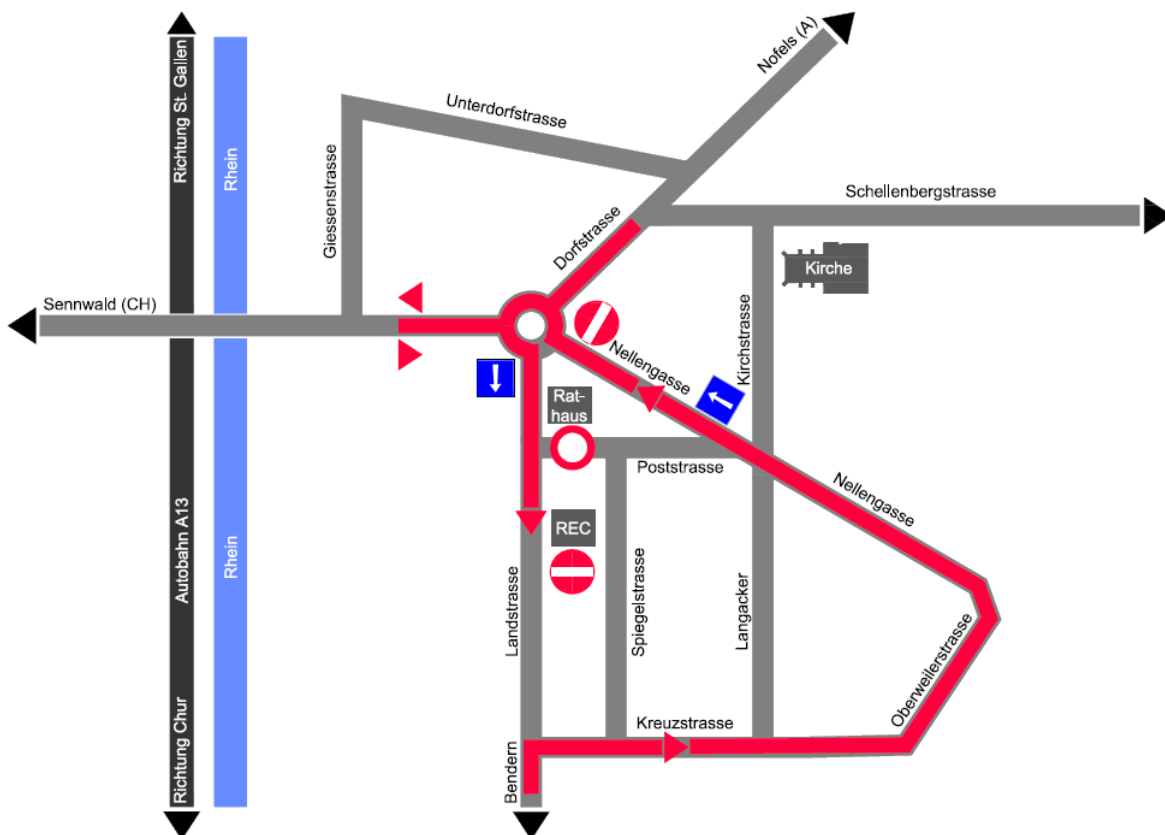 Richtung St. Gallen
Rhein
Nofels (A)
Unterdorfstrasse
Giessenstrasse
Schellenbergstrasse
Dorfstrasse
Kirche
Sennwald (CH)
Nellengasse
Kirchstrasse
Rat-
haus
Poststrasse
Nellengasse
Autobahn A13
Rhein
REC
Landstrasse
Spiegelstrasse
Langacker
Oberweilerstrasse
Kreuzstrasse
Richtung Chur
Bendern